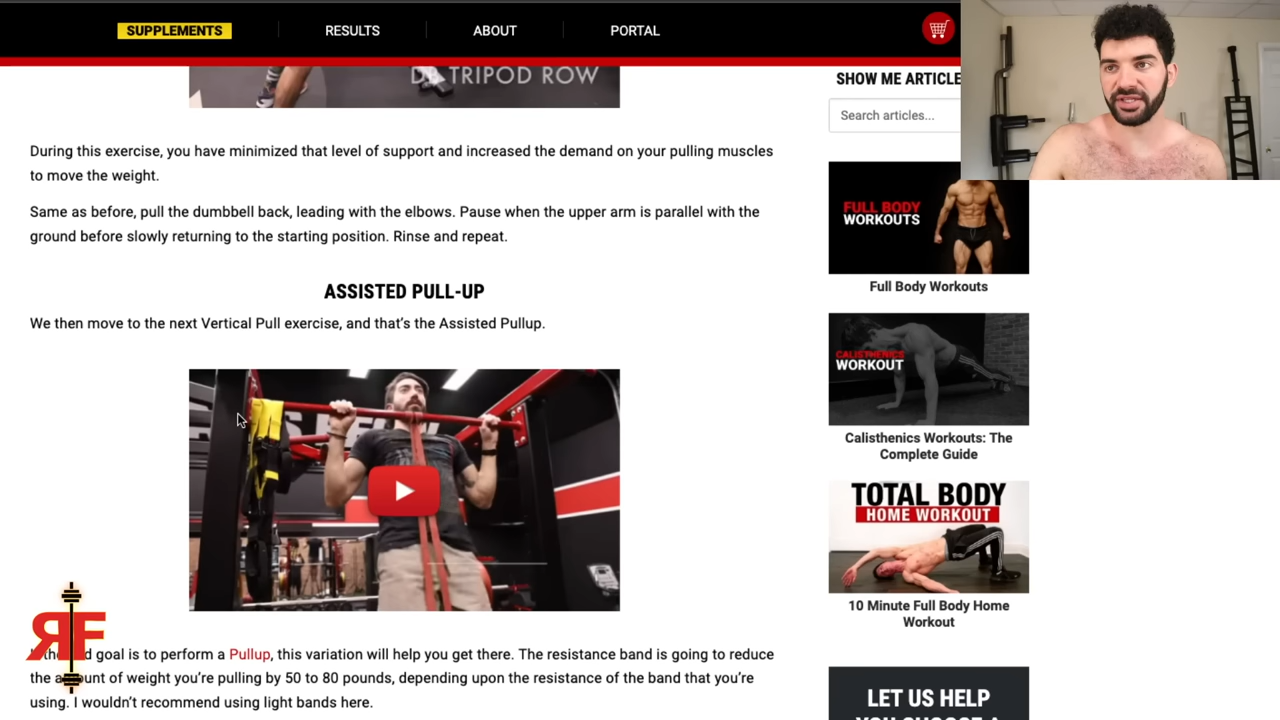 SUPPLEMENTS
RESULTS
ABOUT
PORTAL
DB TRIPOD ROW
During this exercise, you have minimized that level of support and increased the demand on your pulling muscles
to move the weight.
Same as before, pull the dumbbell back, leading with the elbows. Pause when the upper arm is parallel with the
ground before slowly returning to the starting position. Rinse and repeat.
ASSISTED PULL-UP
We then move to the next Vertical Pull exercise, and that's the Assisted Pullup.
goal is to perform a Pullup, this variation will help you get there. The resistance band is going to reduce
the amount of weight you're pulling by 50 to 80 pounds, depending upon the resistance of the band that you're
using. I wouldn't recommend using light bands here.
RF
SHOW ME ARTICLE
Search articles...
FULL BODY
WORKOUTS
Full Body Workouts
CALISTHENICS
WORKOUT
Calisthenics Workouts: The
Complete Guide
TOTAL BODY
HOME WORKOUT
10 Minute Full Body Home
Workout
LET US HELP
YOU CHOOSE A